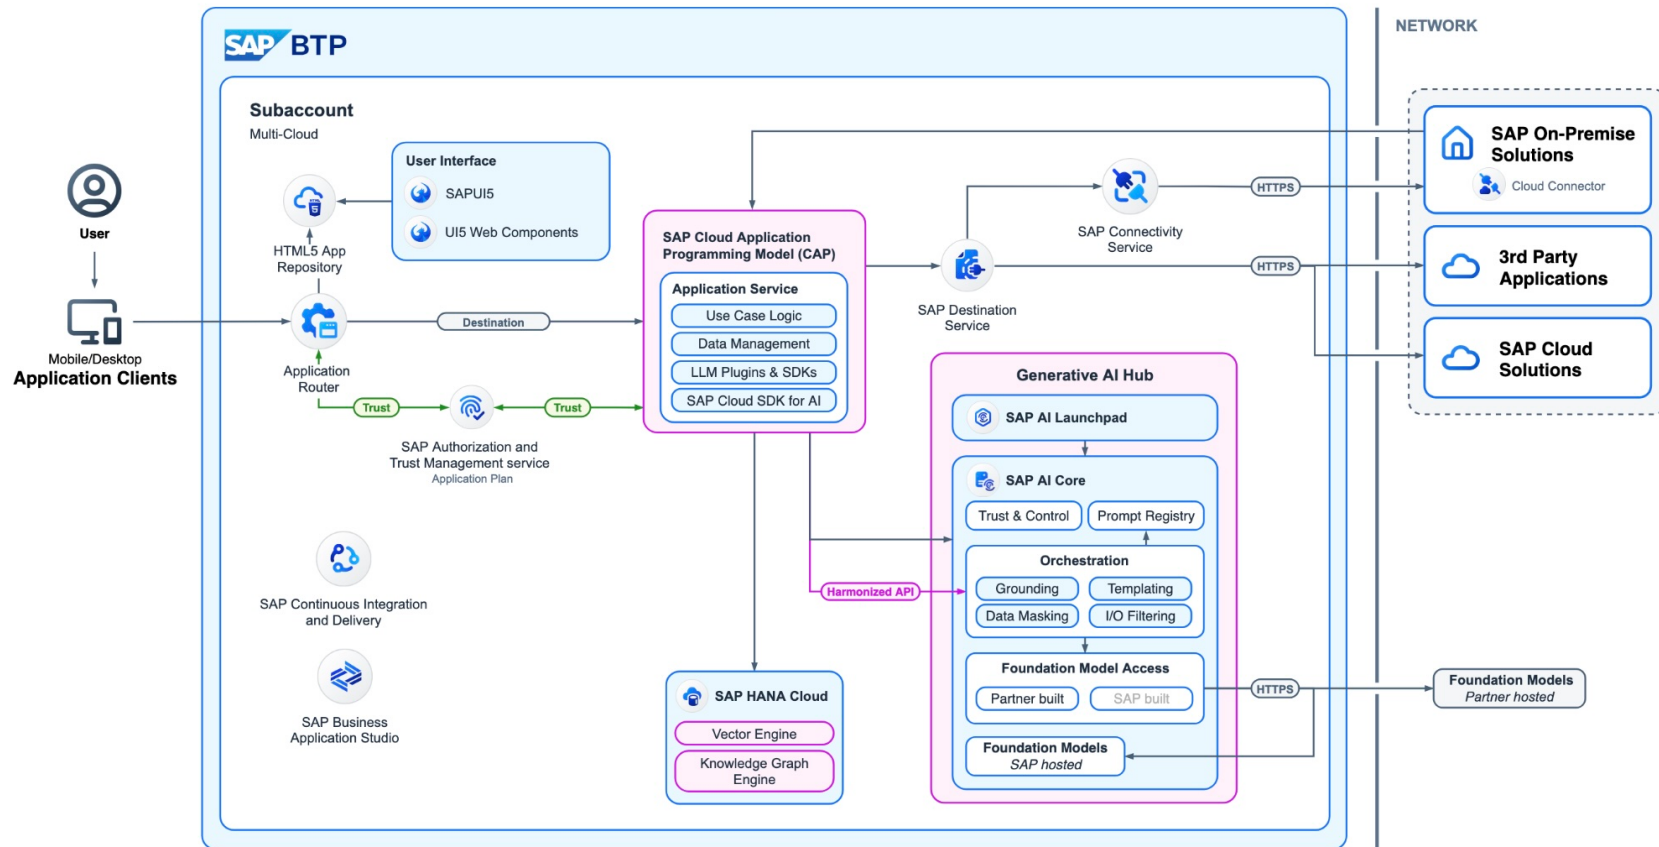 SAP BTP
NETWORK
Subaccount
Multi-Cloud
User Interface
SAPUI5
UI5 Web Components
HTML
5
HTML5 App
Repository
User
Mobile/Desktop
Application Clients
Application
Router
Destination
Trust
Trust
SAP Authorization and
Trust Management service
Application Plan
SAP Continuous Integration
and Delivery
SAP Business
Application Studio
SAP Cloud Application
Programming Model (CAP)
Application Service
Use Case Logic
Data Management
LLM Plugins & SDKs
SAP Cloud SDK for AI
SAP Destination
Service
SAP Connectivity
Service
HTTPS
HTTPS
SAP On-Premise
Solutions
Cloud Connector
3rd Party
Applications
SAP Cloud
Solutions
Generative AI Hub
SAP AI Launchpad
SAP AI Core
Trust & Control
Prompt Registry
Orchestration
Grounding
Templating
Data Masking
I/O Filtering
Harmonized API
Foundation Model Access
Partner built
SAP built
HTTPS
Foundation Models
Partner hosted
Foundation Models
SAP hosted
SAP HANA Cloud
Vector Engine
Knowledge Graph
Engine